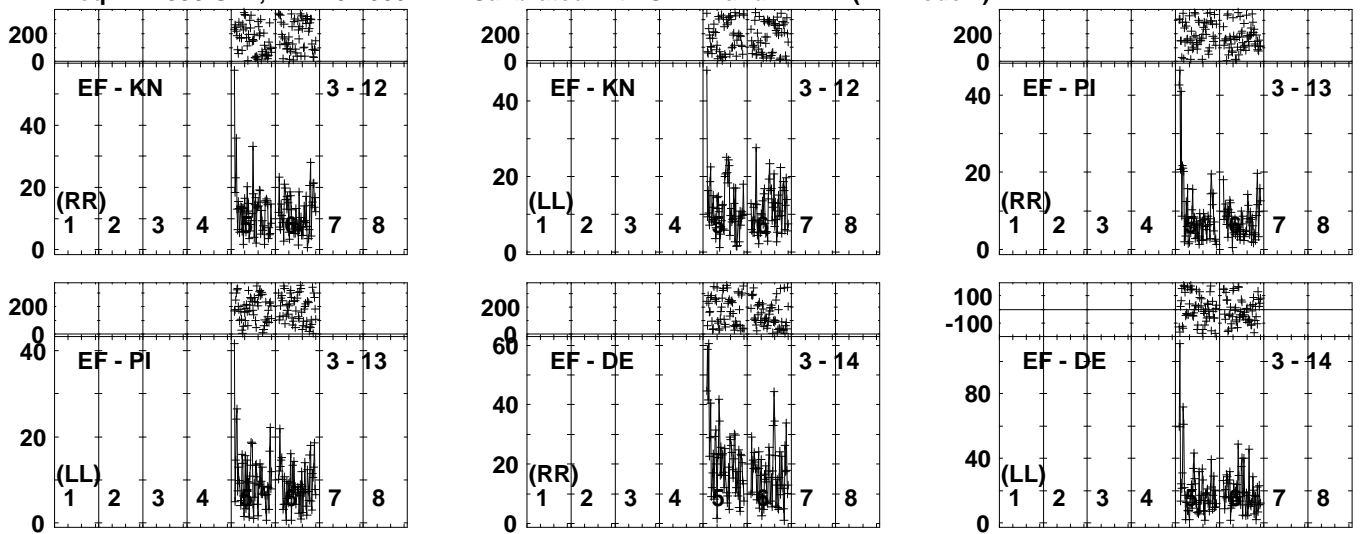 200 200 200
0 0 0
EF - KN 3 - 12 EF - KN 3 - 12 EF - PI 3 - 13
40 40 40
20 20 20
(RR) (LL) (RR)
1 2 3 4 5 6 7 8 1 2 3 4 5 6 7 8 1 2 3 4 5 6 7 8
0 0 0
200 200 100
0 0 -100
40 60
EF - PI 3 - 13 EF - DE 3 - 14 EF - DE 3 - 14
40 80
20 20 40
(LL) (RR) (LL)
1 2 3 4 5 6 7 8 1 2 3 4 5 6 7 8 1 2 3 4 5 6 7 8
0 0 0